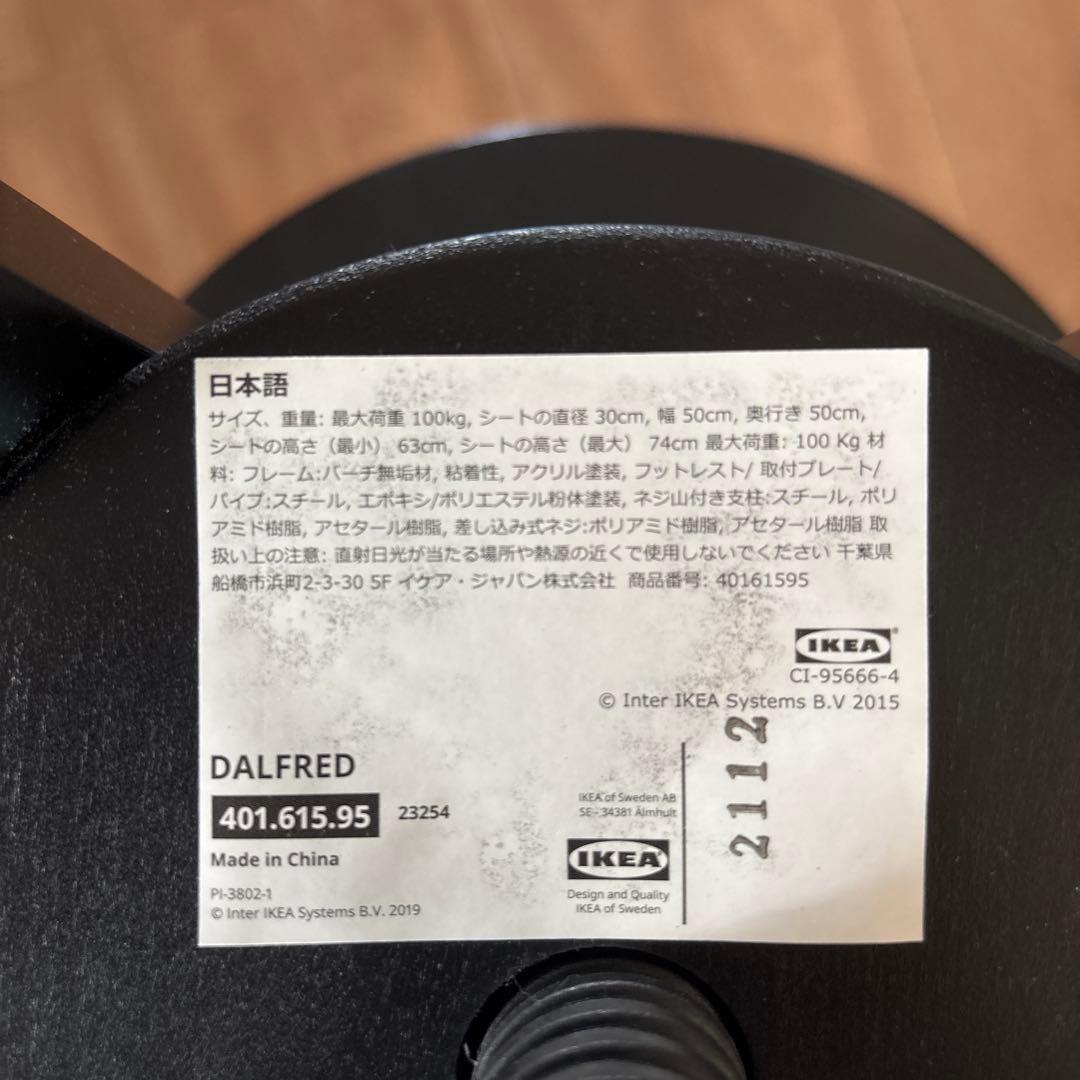 日本語
サイズ、重量: 最大荷重 100kg, シートの直径 30cm, 幅 50cm, 奥行き 50cm,
シートの高さ（最小） 63cm, シートの高さ（最大） 74cm 最大荷重: 100 Kg 材
料: フレーム:バーチ無垢材, 粘着性, アクリル塗装, フットレスト/ 取付プレート/
パイプ:スチール, エポキシ/ポリエステル粉体塗装, ネジ山付き支柱:スチール, ポリ
アミド樹脂, アセタール樹脂, 差し込み式ネジ:ポリアミド樹脂, アセタール樹脂 取
扱い上の注意: 直射日光が当たる場所や熱源の近くで使用しないでください 千葉県
船橋市浜町2-3-30 5F イケア・ジャパン株式会社 商品番号: 40161595
IKEA®
CI-95666-4
© Inter IKEA Systems B.V 2015
DALFRED
401.615.95 23254
Made in China
PI-3802-1
© Inter IKEA Systems B.V. 2019
IKEA of Sweden AB
SE - 34381 Älmhult
IKEA
Design and Quality
IKEA of Sweden
2112